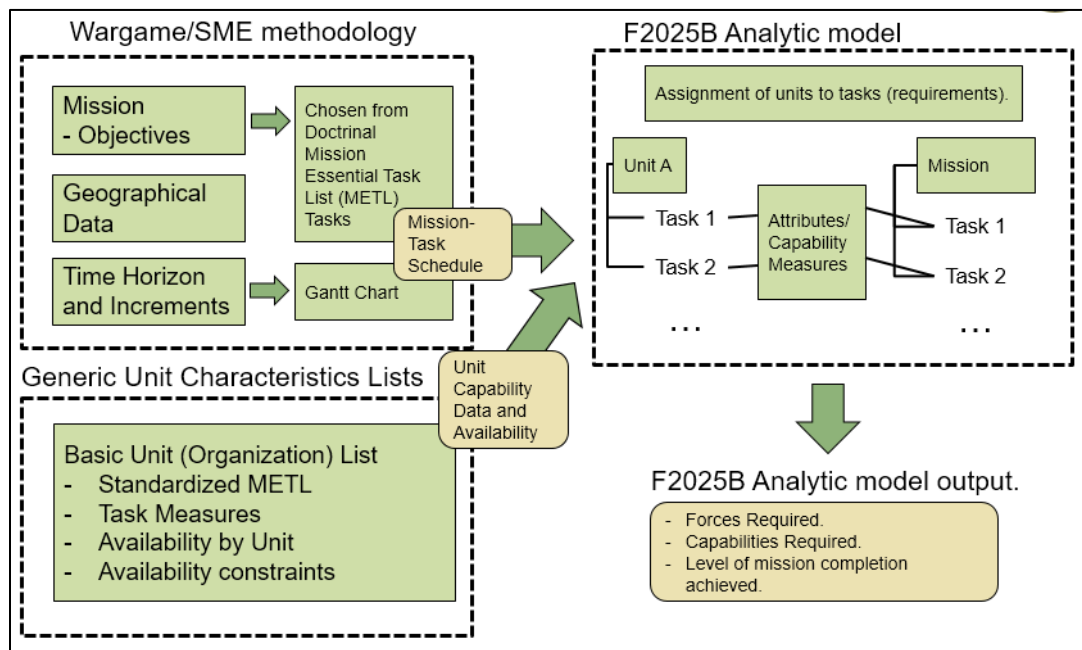 Wargame/SME methodology
Mission
- Objectives
Geographical
Data
Time Horizon
and Increments
Chosen from
Doctrinal
Mission
Essential Task
List (METL)
Tasks
Gantt Chart
Mission-
Task
Schedule
Generic Unit Characteristics Lists
Basic Unit (Organization) List
- Standardized METL
- Task Measures
- Availability by Unit
- Availability constraints
Unit
Capability
Data and
Availability
F2025B Analytic model
Assignment of units to tasks (requirements).
Unit A
Task 1
Task 2
...
Attributes/
Capability
Measures
Mission
Task 1
Task 2
...
F2025B Analytic model output.
- Forces Required.
- Capabilities Required.
- Level of mission completion
achieved.